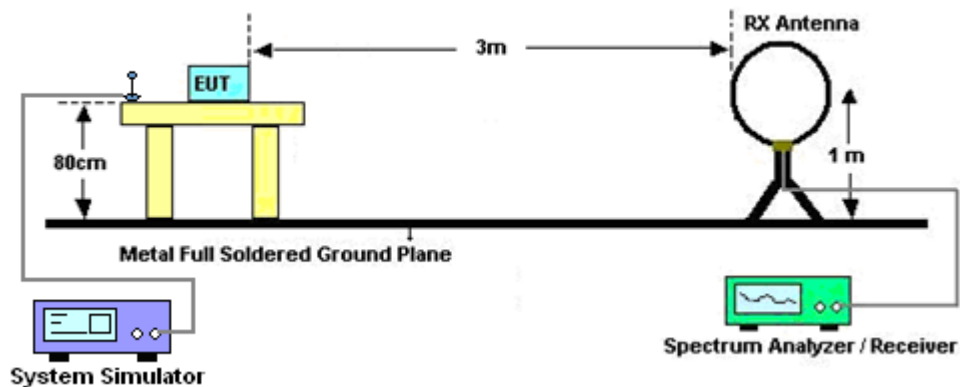 RX Antenna
3m
EUT
80cm
1 m
Metal Full Soldered Ground Plane
Spectrum Analyzer / Receiver
System Simulator